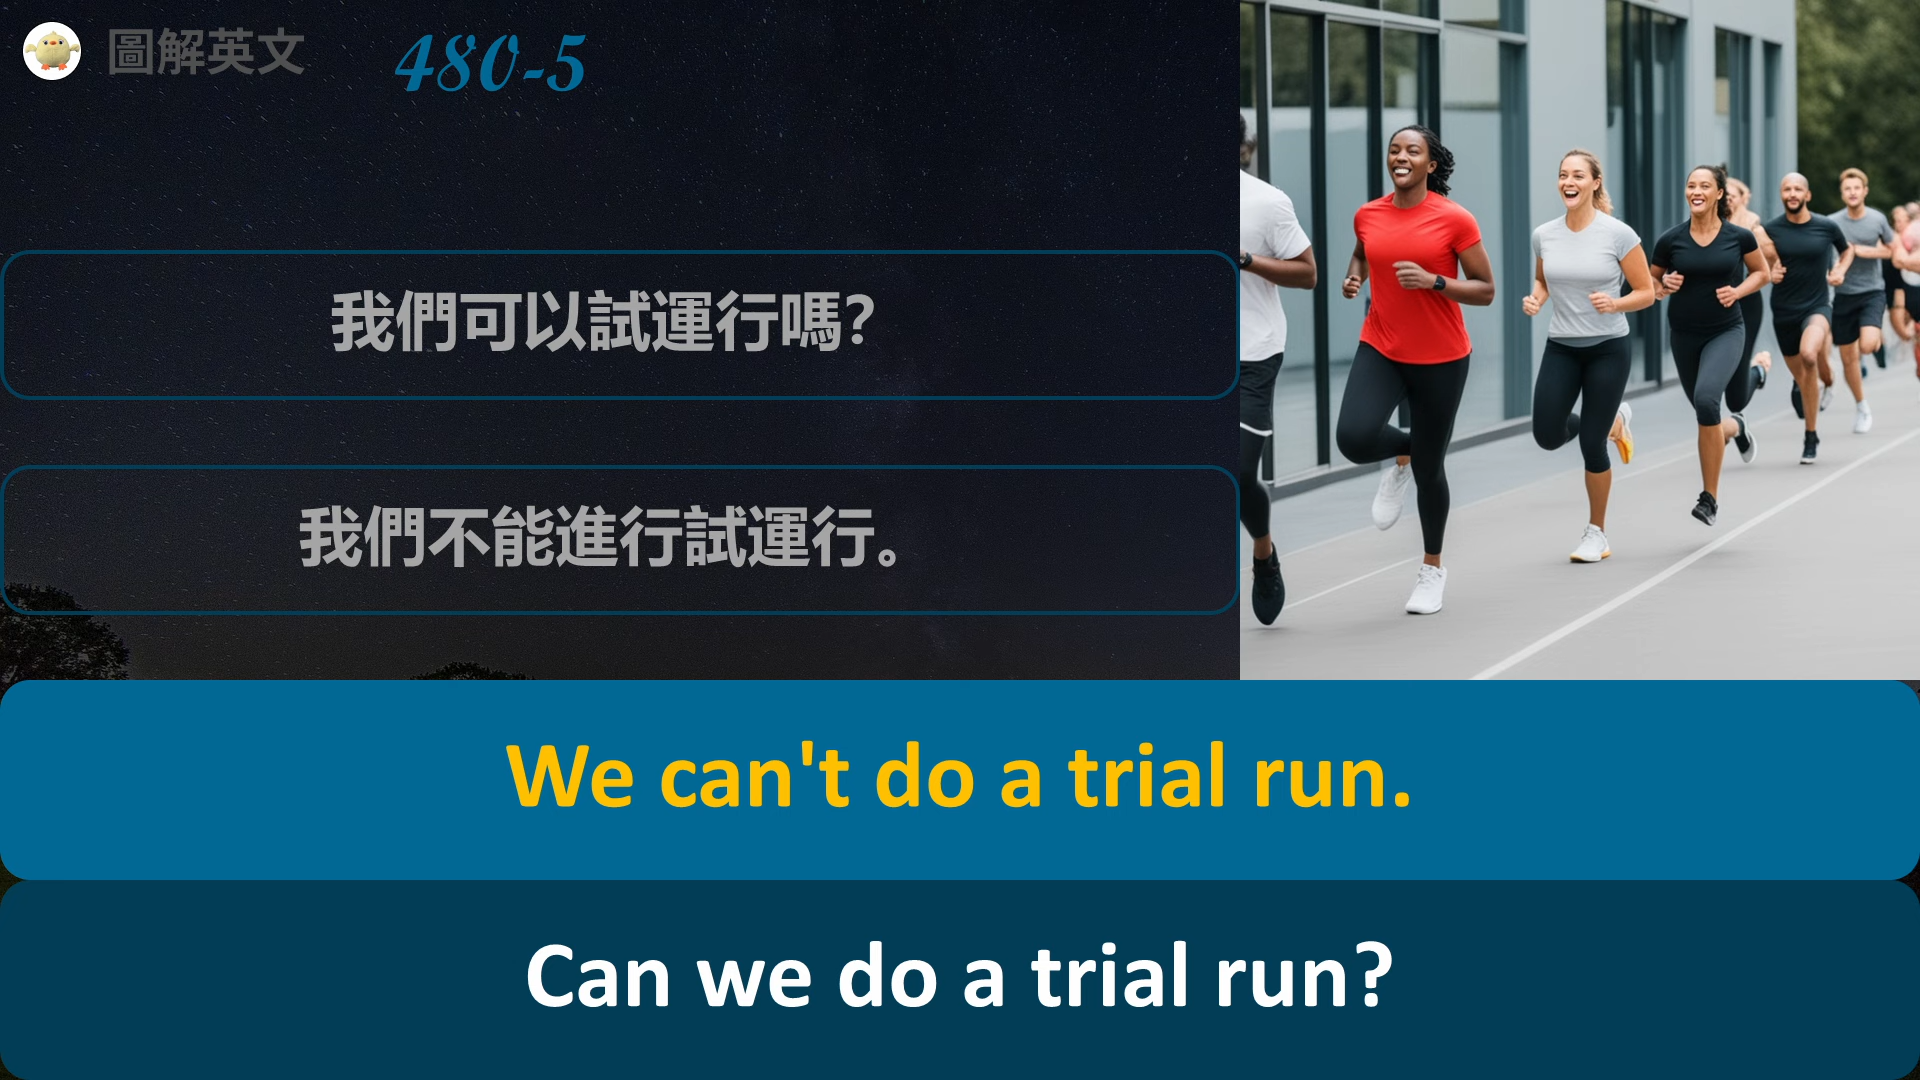 圖解英文
480-5
我們可以試運行嗎?
我們不能進行試運行。
We can't do a trial run.
Can we do a trial run?